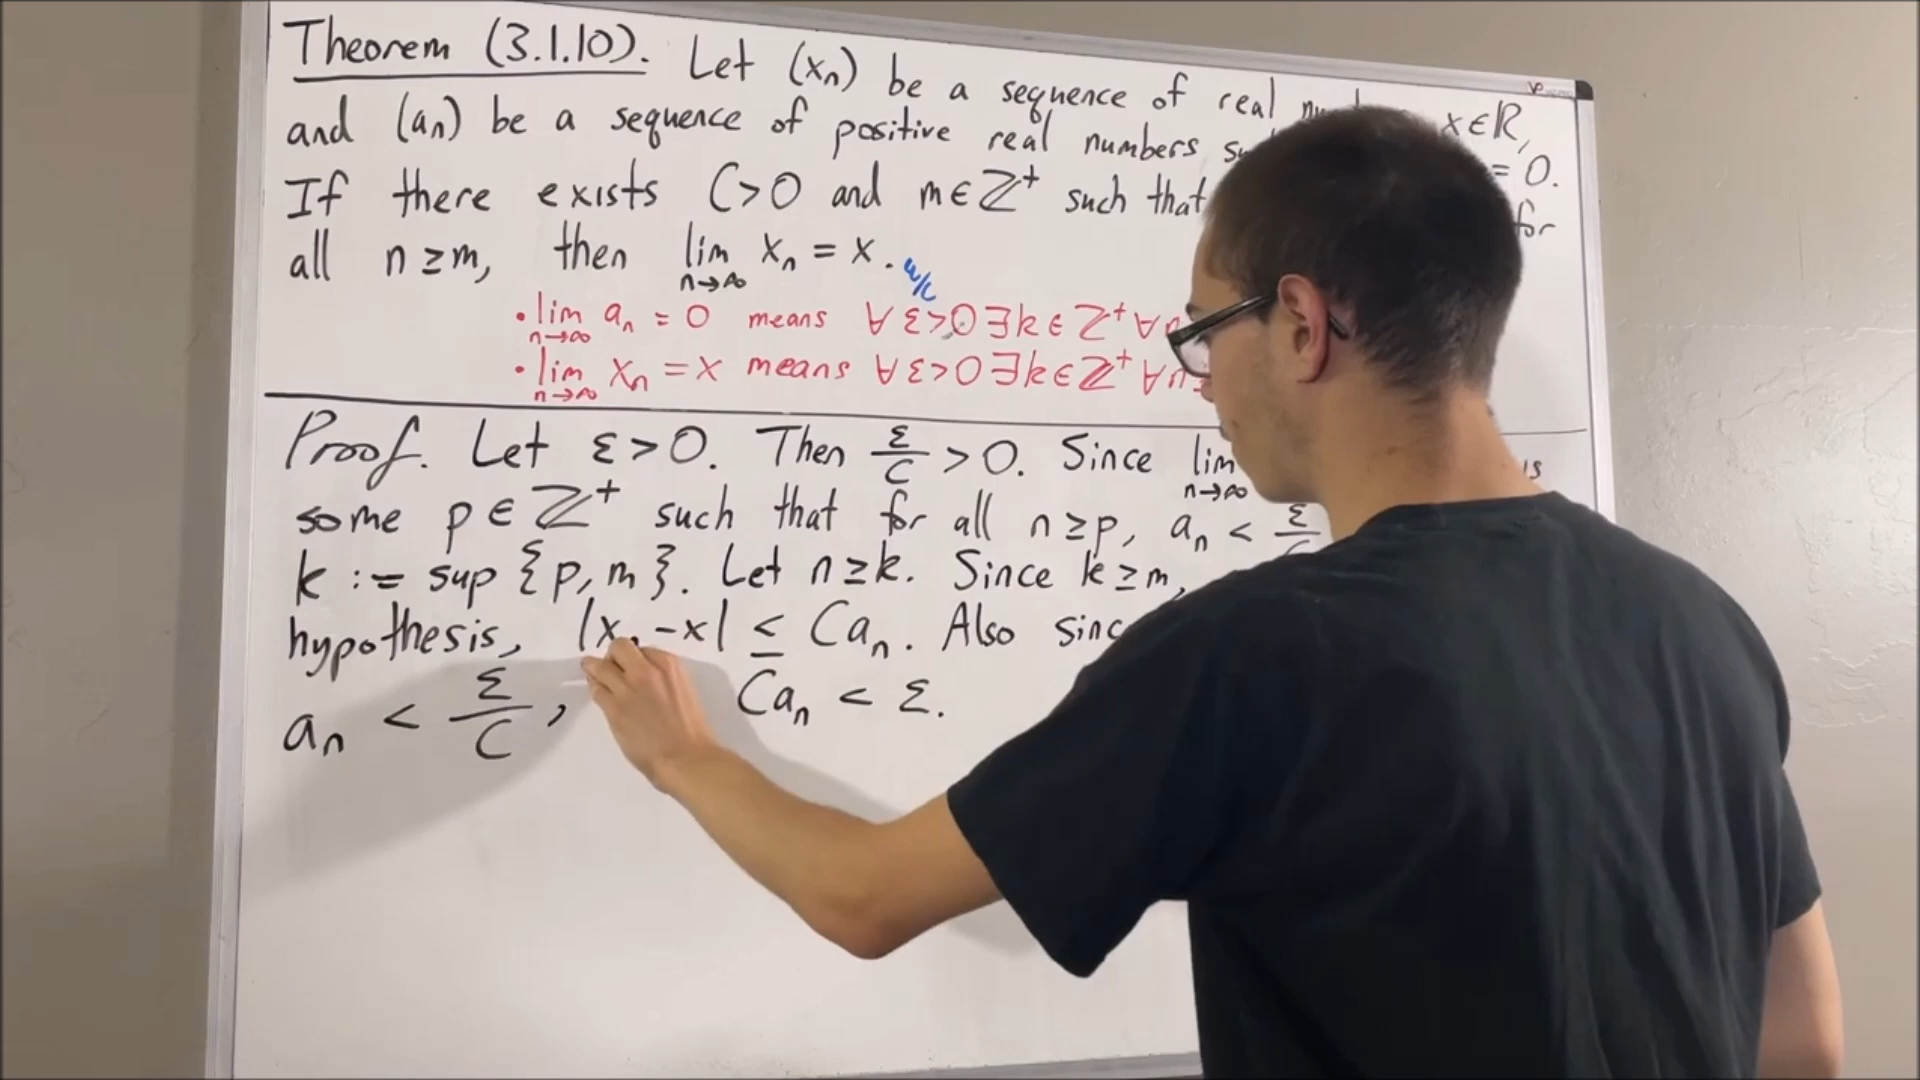 Theorem (3.1.10). Let (xₙ) be a sequence of real x∈ℝ,
and (aₙ) be a sequence of positive real numbers = 0.
If there exists C>0 and m∈ℤ⁺ such that for
all n≥m, then lim n→∞ xₙ = x.
w/c
• lim n→∞ aₙ = 0 means ∀ε>0∃k∈ℤ⁺∀n
• lim n→∞ xₙ = x means ∀ε>0∃k∈ℤ⁺∀n
Proof. Let ε>0. Then ε/C >0. Since lim n→∞ is
some p∈ℤ⁺ such that for all n≥p, aₙ < ε/C
k := sup {p,m}. Let n≥k. Since k≥m,
hypothesis, |xₙ-x| ≤ Caₙ. Also
aₙ < ε/C, Caₙ < ε.